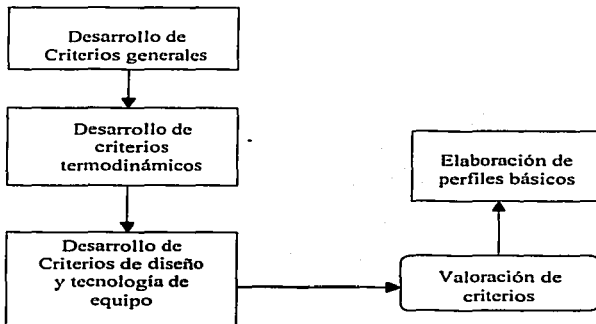 Desarrollo de
Criterios generales
Desarrollo de
criterios
termodinámicos
Desarrollo de
Criterios de diseño
y tecnología de
equipo
Elaboración de
perfiles básicos
Valoración de
criterios